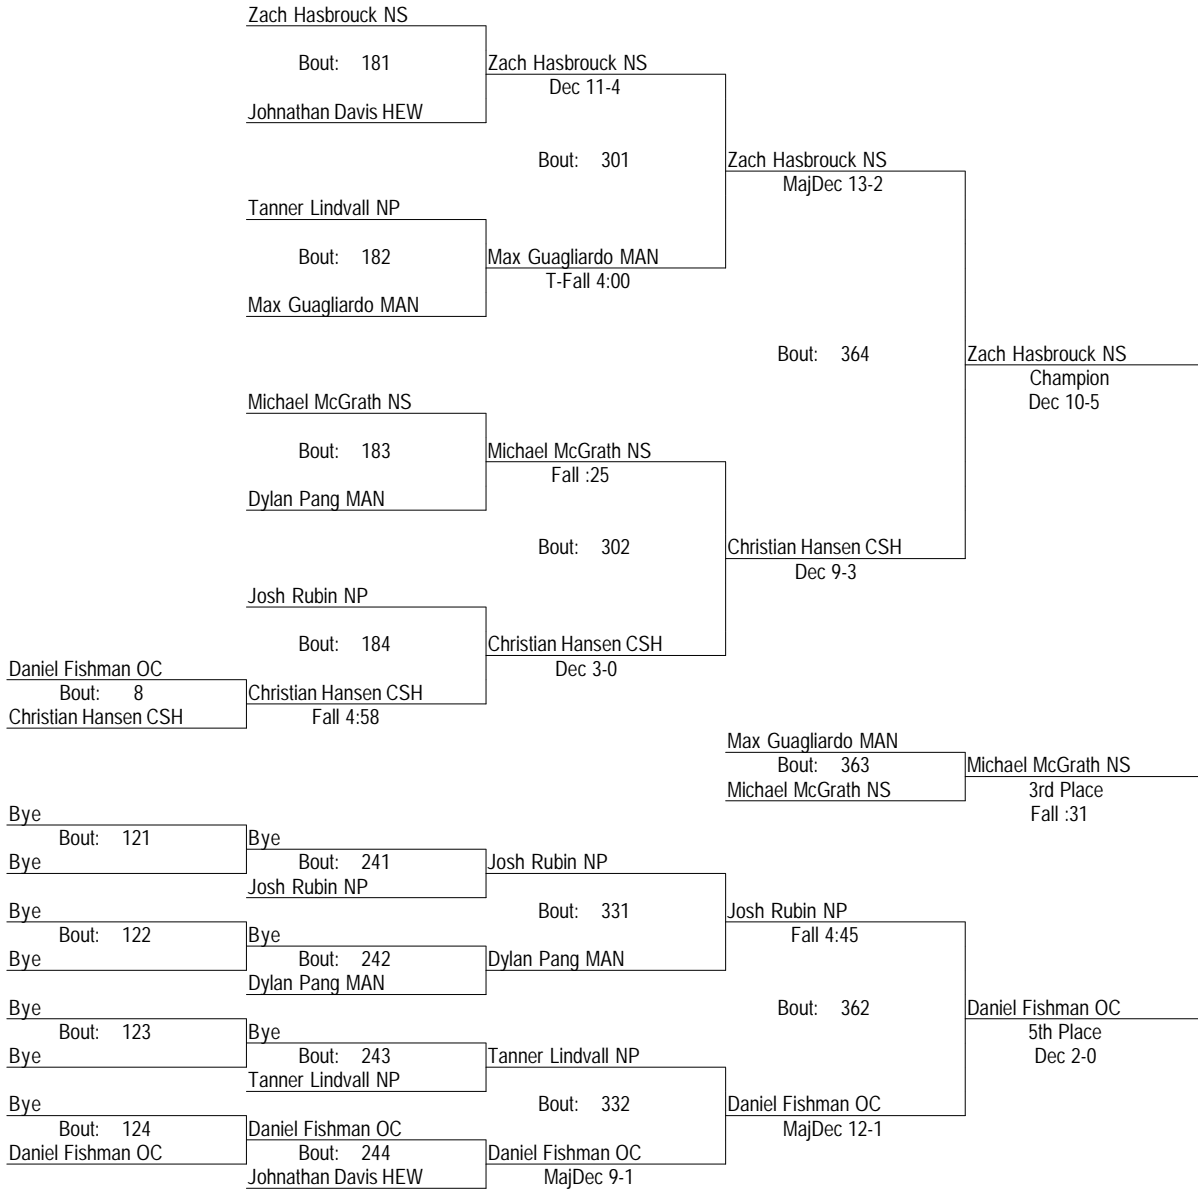 Zach Hasbrouck NS
Bout: 181
Zach Hasbrouck NS
Dec 11-4
Johnathan Davis HEW
Bout: 301
Zach Hasbrouck NS
MajDec 13-2
Tanner Lindvall NP
Bout: 182
Max Guagliardo MAN
T-Fall 4:00
Max Guagliardo MAN
Bout: 364
Zach Hasbrouck NS
Champion
Dec 10-5
Michael McGrath NS
Bout: 183
Michael McGrath NS
Fall :25
Dylan Pang MAN
Bout: 302
Christian Hansen CSH
Dec 9-3
Josh Rubin NP
Bout: 184
Christian Hansen CSH
Dec 3-0
Daniel Fishman OC
Bout: 8
Christian Hansen CSH
Christian Hansen CSH
Fall 4:58
Max Guagliardo MAN
Bout: 363
Michael McGrath NS
Michael McGrath NS
3rd Place
Fall :31
Bye
Bout: 121
Bye
Bye
Bout: 241
Josh Rubin NP
Josh Rubin NP
Bye
Bout: 122
Bye
Bout: 331
Josh Rubin NP
Fall 4:45
Bye
Bout: 242
Dylan Pang MAN
Dylan Pang MAN
Bye
Bout: 123
Bye
Bout: 362
Daniel Fishman OC
5th Place
Dec 2-0
Bye
Bout: 243
Tanner Lindvall NP
Tanner Lindvall NP
Bye
Bout: 124
Daniel Fishman OC
Bout: 332
Daniel Fishman OC
MajDec 12-1
Daniel Fishman OC
Bout: 244
Daniel Fishman OC
MajDec 9-1
Johnathan Davis HEW